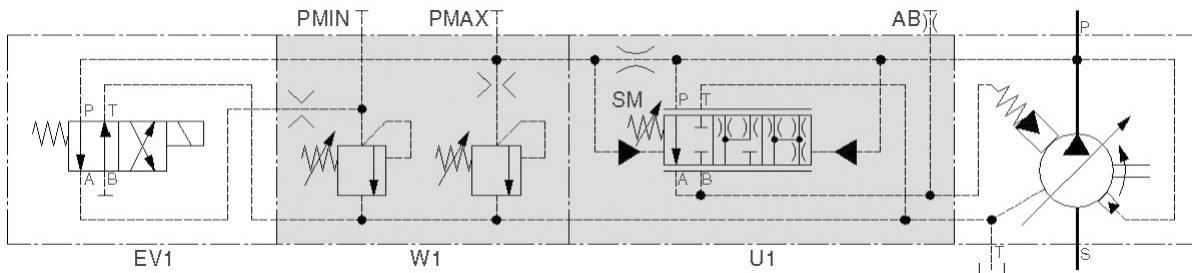 PMIN PMAX AB P
SM P T
P T
A B A B
T S
EV1 W1 U1